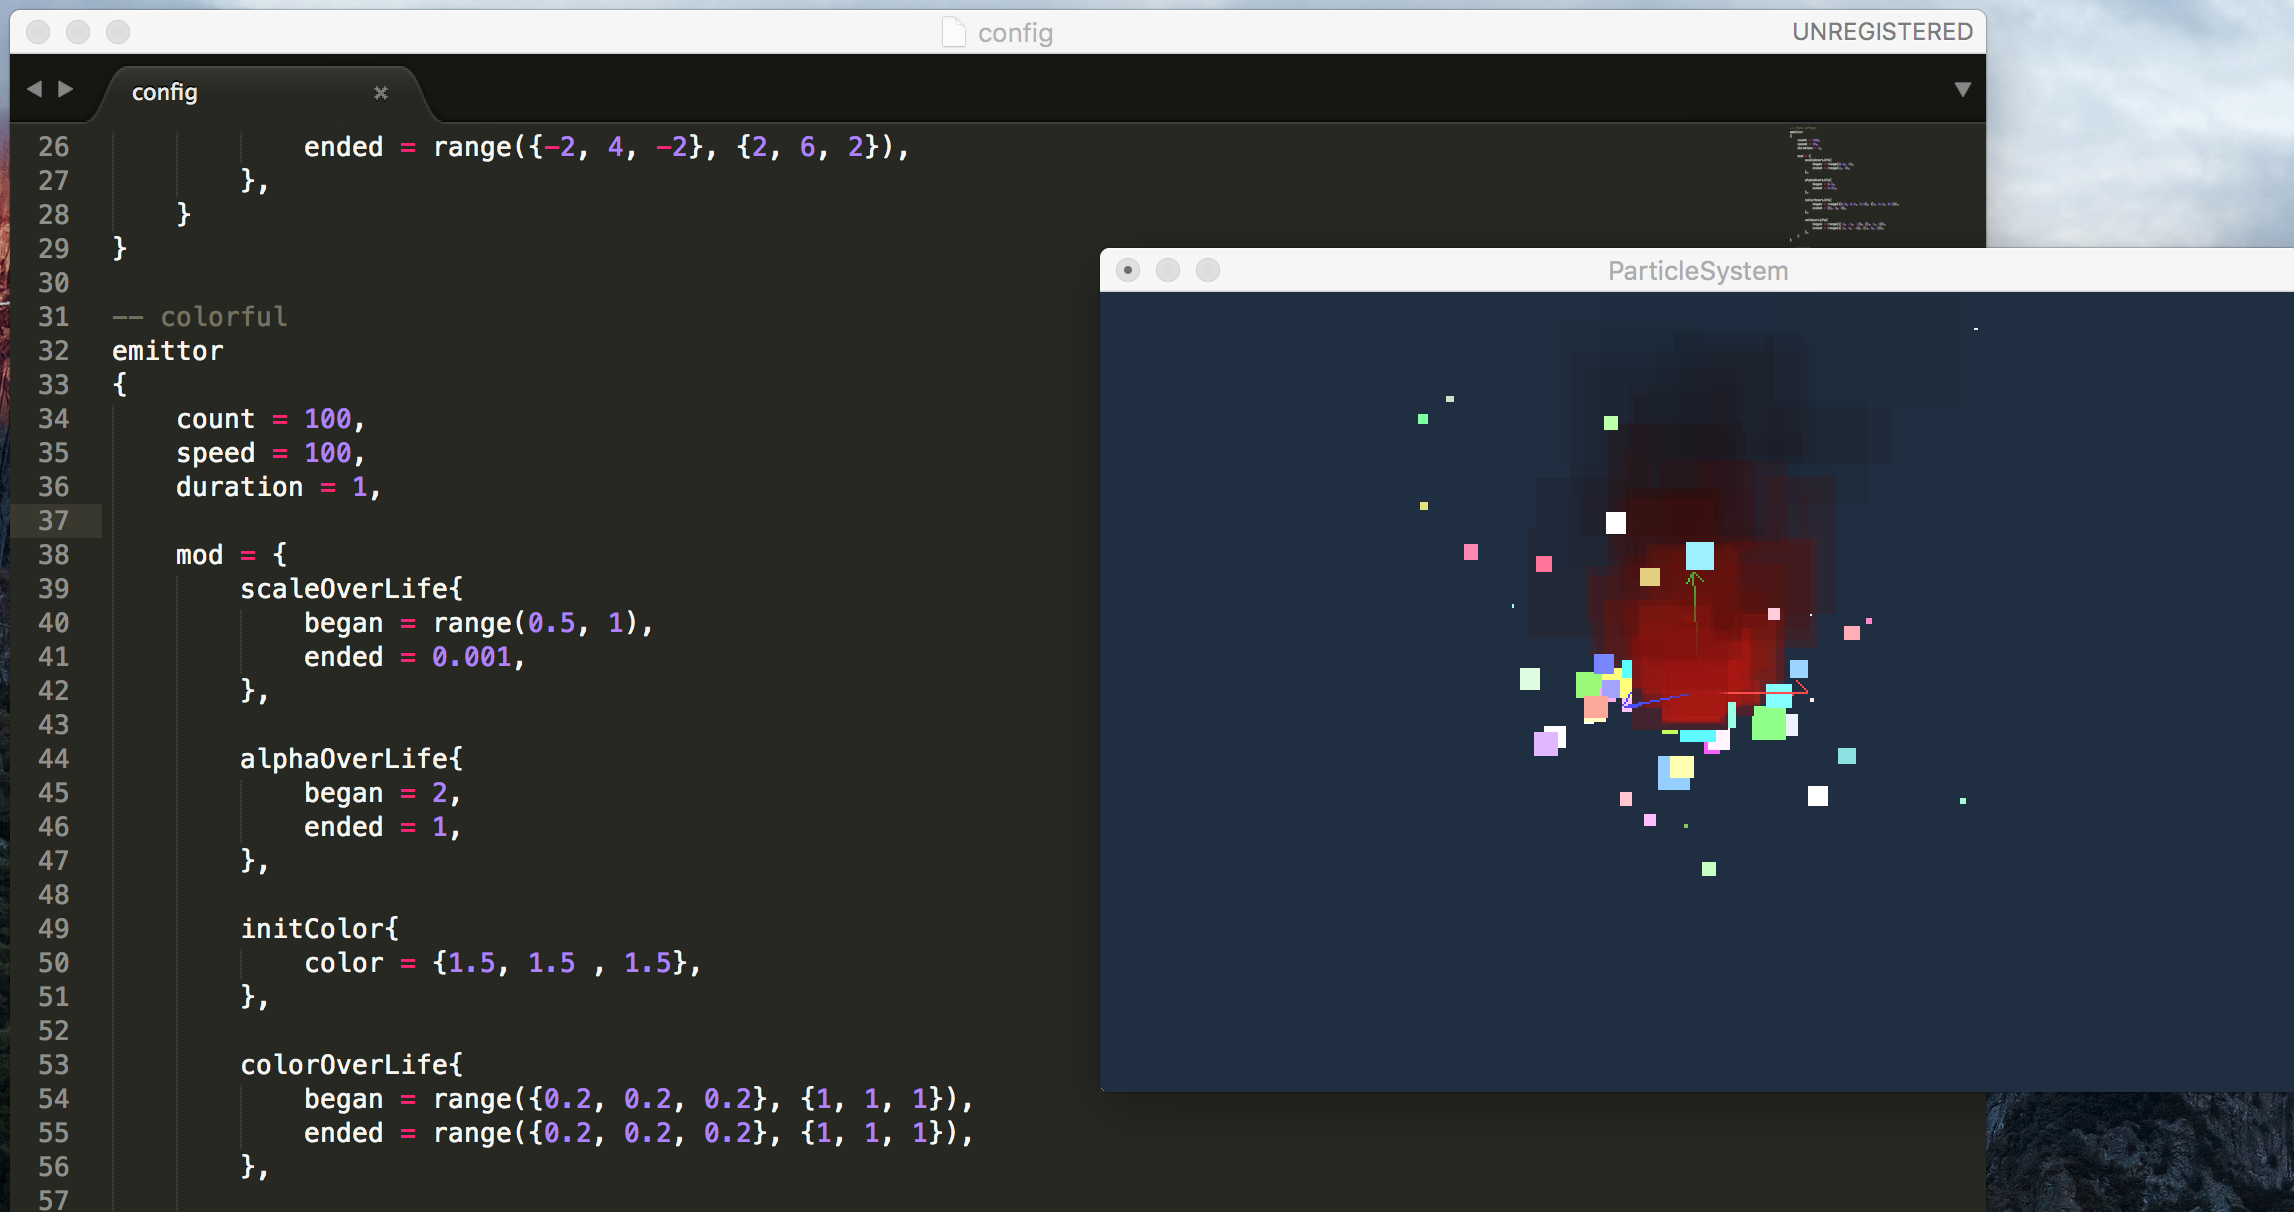 config
UNREGISTERED
config
26 ended = range({-2, 4, -2}, {2, 6, 2}),
27 },
28 }
29 }
30
31 -- colorful
32 emittor
33 {
34 count = 100,
35 speed = 100,
36 duration = 1,
37
38 mod = {
39 scaleOverLife{
40 began = range(0.5, 1),
41 ended = 0.001,
42 },
43
44 alphaOverLife{
45 began = 2,
46 ended = 1,
47 },
48
49 initColor{
50 color = {1.5, 1.5 , 1.5},
51 },
52
53 colorOverLife{
54 began = range({0.2, 0.2, 0.2}, {1, 1, 1}),
55 ended = range({0.2, 0.2, 0.2}, {1, 1, 1}),
56 },
57
ParticleSystem